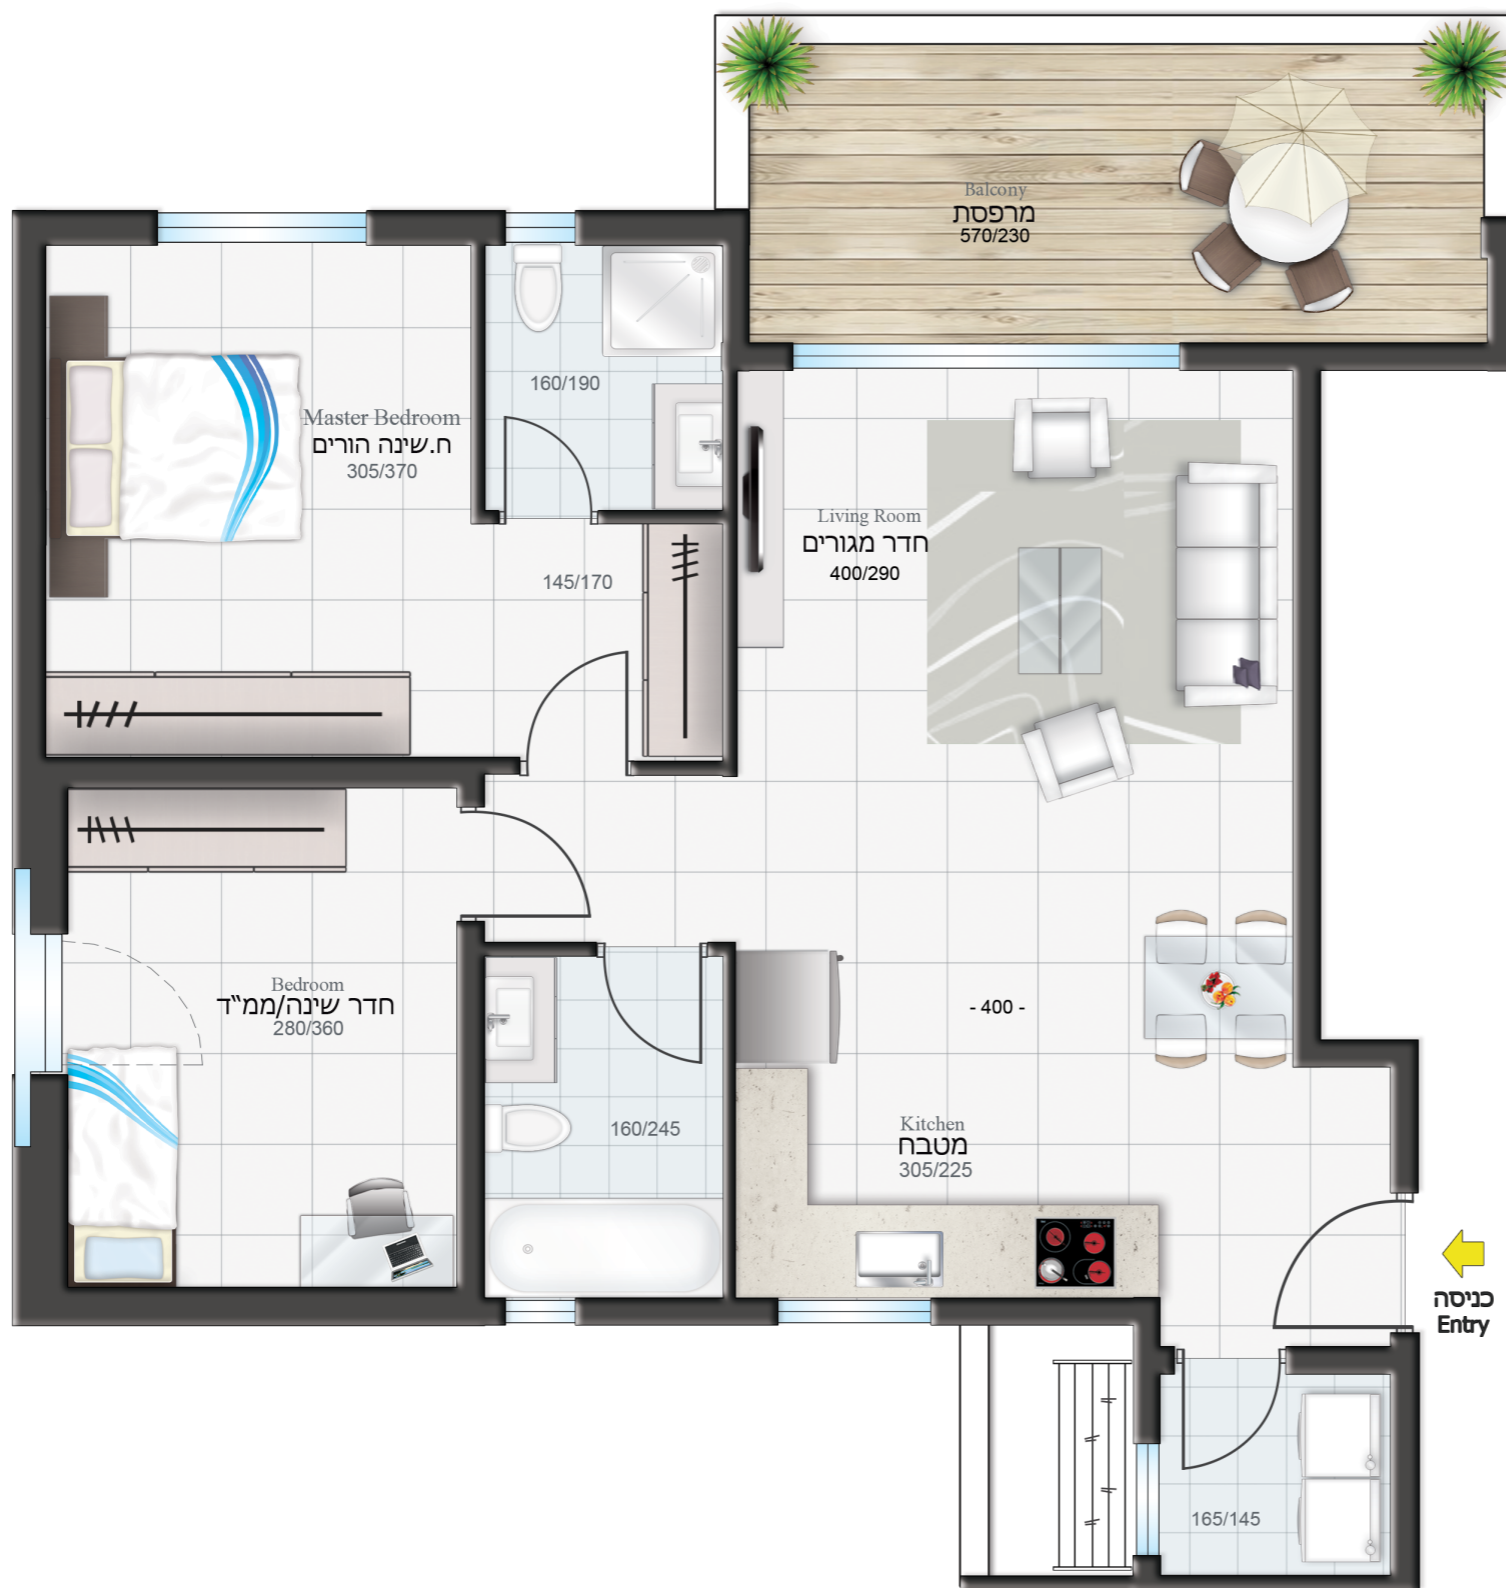 Balcony
מרפסת
570/230
160/190
Master Bedroom
ח.שינה הורים
305/370
Living Room
חדר מגורים
400/290
145/170
Bedroom
חדר שינה/ממ"ד
280/360
- 400 -
160/245
Kitchen
מטבח
305/225
כניסה
Entry
165/145